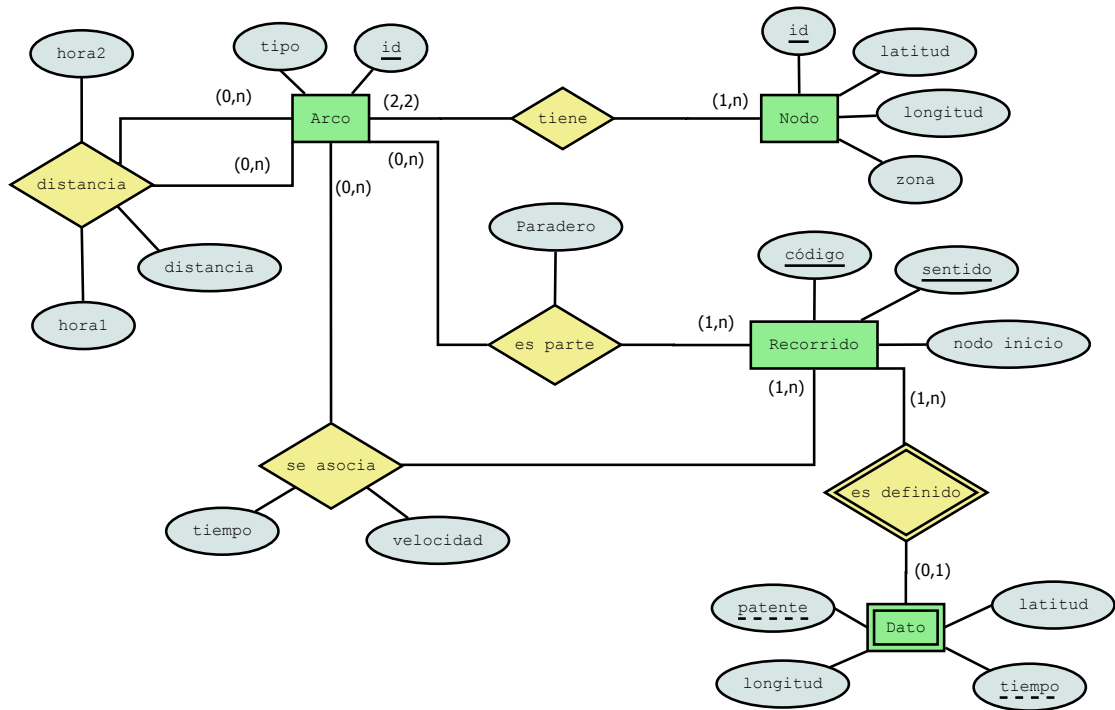 hora2
tipo
id
id
latitud
longitud
zona
(0,n)
(2,2)
(1,n)
Arco
tiene
Nodo
(0,n)
(0,n)
(0,n)
distancia
distancia
hora1
Paradero
código
sentido
nodo inicio
es parte
(1,n)
Recorrido
(1,n)
(1,n)
se asocia
tiempo
velocidad
es definido
(0,1)
patente
latitud
Dato
longitud
tiempo